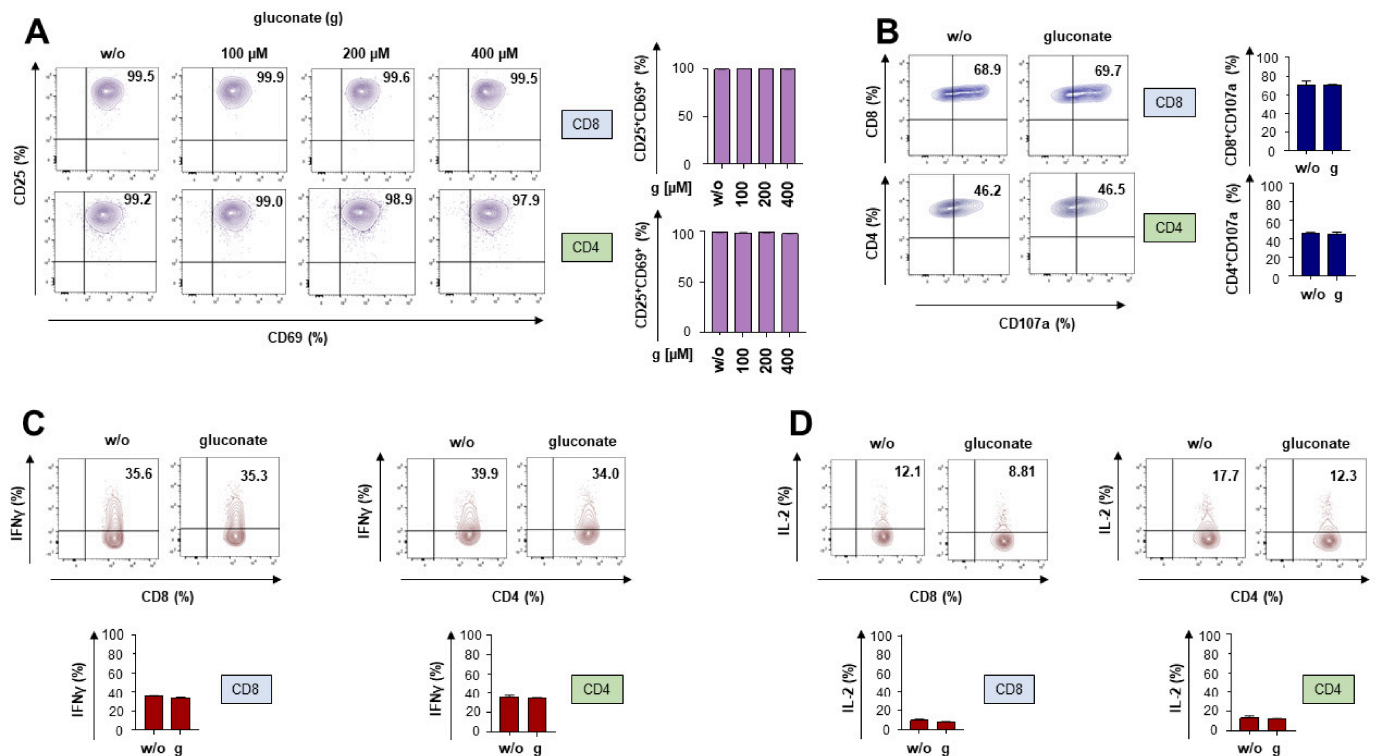 A
gluconate (g)
w/o
100 µM
200 µM
400 µM
99.5
99.9
99.6
99.5
CD8
99.2
99.0
98.9
97.9
CD4
CD25 (%)
CD69 (%)
CD25⁺CD69⁺ (%)
100
50
0
g [µM]
w/o
100
200
400
CD25⁺CD69⁺ (%)
100
50
0
g [µM]
w/o
100
200
400
B
w/o
gluconate
CD8 (%)
68.9
69.7
CD8
CD4 (%)
46.2
46.5
CD4
CD107a (%)
CD8⁺CD107a (%)
100
80
60
40
20
0
w/o g
CD4⁺CD107a (%)
100
80
60
40
20
0
w/o g
C
w/o
gluconate
IFNγ (%)
35.6
35.3
CD8 (%)
w/o
gluconate
IFNγ (%)
39.9
34.0
CD4 (%)
IFNγ (%)
100
80
60
40
20
0
w/o g
CD8
IFNγ (%)
100
80
60
40
20
0
w/o g
CD4
D
w/o
gluconate
IL-2 (%)
12.1
8.81
CD8 (%)
w/o
gluconate
IL-2 (%)
17.7
12.3
CD4 (%)
IL-2 (%)
100
80
60
40
20
0
w/o g
CD8
IL-2 (%)
100
80
60
40
20
0
w/o g
CD4